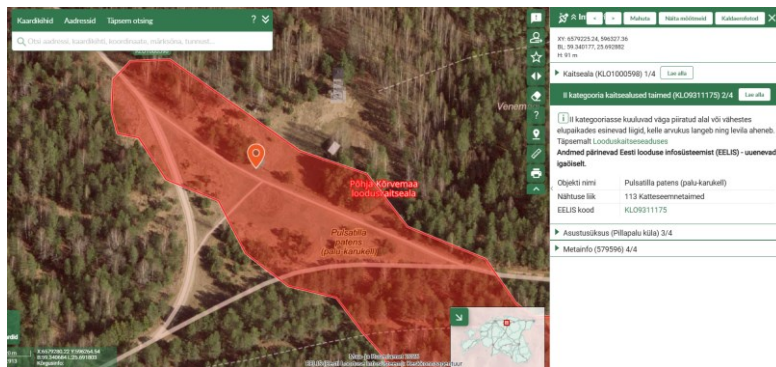 Kaardikihid Aadressid Täpsem otsing ?
Otsi aadressi, kaardikihti, koordinaate, märksõna, tunnust...
Põhja-Kõrvemaa
looduskaitseala
Pulsatilla
patens
(palu-karukell)
Mahuta Näita mõõtmeid Kaldaerofotod
XY: 6579225.24, 596327.36
BL: 59.340177, 25.692882
H: 91 m
Kaitseala (KLO1000598) 1/4 Lae alla
II kategooria kaitsealused taimed (KLO9311175) 2/4 Lae alla
II kategooriasse kuuluvad väga piiratud alal või vähestes
elupaikades esinevad liigid, kelle arvukus langeb ning levila aheneb.
Täpsemalt Looduskaitseseaduses
Andmed pärinevad Eesti looduse infosüsteemist (EELIS) - uuenevad
igaöiselt.
Objekti nimi Pulsatilla patens (palu-karukell)
Nähtuse liik 113 Katteseemnetaimed
EELIS kood KLO9311175
Asustusüksus (Pillapalu küla) 3/4
Metainfo (579596) 4/4